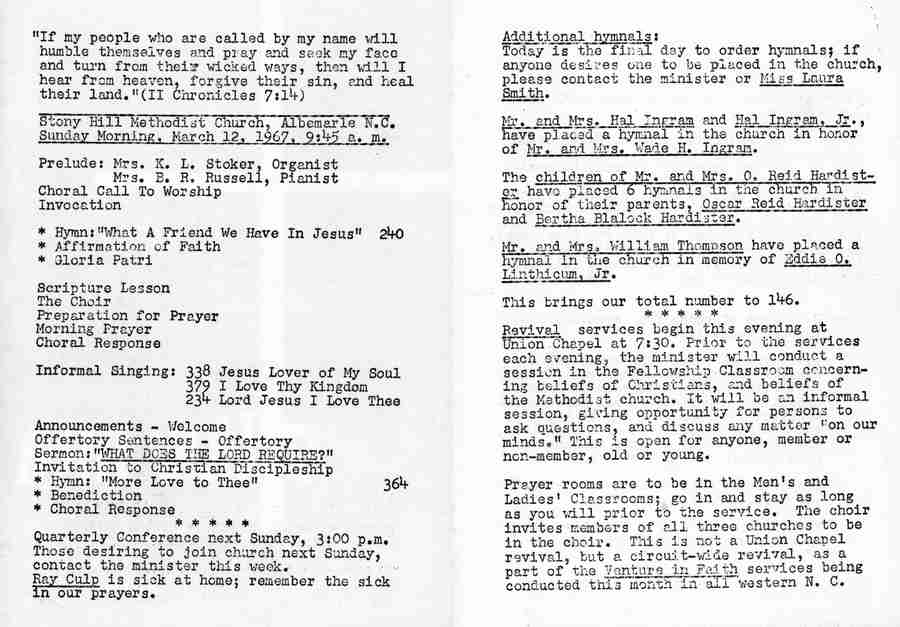 "If my people who are called by my name will
humble themselves and pray and seek my face
and turn from their wicked ways, then will I
hear from heaven, forgive their sin, and heal
their land."(II Chronicles 7:14)
Stony Hill Methodist Church, Albemarle N.C.
Sunday Morning, March 12, 1967, 9:45 a. m.
Prelude: Mrs. K. L. Stoker, Organist
Mrs. B. R. Russell, Pianist
Choral Call To Worship
Invocation
* Hymn:"What A Friend We Have In Jesus" 240
* Affirmation of Faith
* Gloria Patri
Scripture Lesson
The Choir
Preparation for Prayer
Morning Prayer
Choral Response
Informal Singing: 338 Jesus Lover of My Soul
379 I Love Thy Kingdom
234 Lord Jesus I Love Thee
Announcements - Welcome
Offertory Sentences - Offertory
Sermon:"WHAT DOES THE LORD REQUIRE?"
Invitation to Christian Discipleship
* Hymn: "More Love to Thee" 364
* Benediction
* Choral Response
* * * * *
Quarterly Conference next Sunday, 3:00 p.m.
Those desiring to join church next Sunday,
contact the minister this week.
Ray Culp is sick at home; remember the sick
in our prayers.
Additional hymnals:
Today is the final day to order hymnals; if
anyone desires one to be placed in the church,
please contact the minister or Miss Laura
Smith.
Mr. and Mrs. Hal Ingram and Hal Ingram, Jr.,
have placed a hymnal in the church in honor
of Mr. and Mrs. Wade H. Ingram.
The children of Mr. and Mrs. O. Reid Hardist-
er have placed 6 hymnals in the church in
honor of their parents, Oscar Reid Hardister
and Bertha Blalock Hardister.
Mr. and Mrs. William Thompson have placed a
hymnal in the church in memory of Eddie O.
Linthicum, Jr.
This brings our total number to 146.
* * * * *
Revival services begin this evening at
Union Chapel at 7:30. Prior to the services
each evening, the minister will conduct a
session in the Fellowship Classroom concern-
ing beliefs of Christians, and beliefs of
the Methodist church. It will be an informal
session, giving opportunity for persons to
ask questions, and discuss any matter "on our
minds." This is open for anyone, member or
non-member, old or young.
Prayer rooms are to be in the Men's and
Ladies' Classrooms; go in and stay as long
as you will prior to the service. The choir
invites members of all three churches to be
in the choir. This is not a Union Chapel
revival, but a circuit-wide revival, as a
part of the Venture in Faith services being
conducted this month in all western N. C.